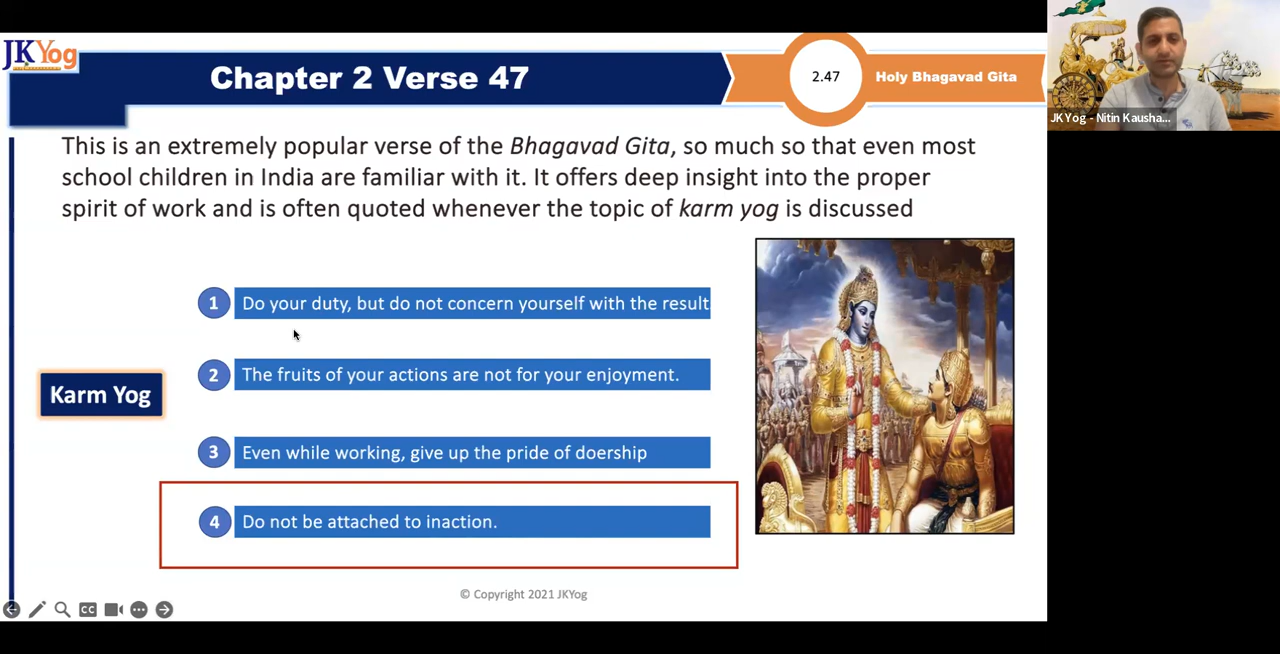 JKYog
Chapter 2 Verse 47
2.47
Holy Bhagavad Gita
JKYog - Nitin Kausha...
This is an extremely popular verse of the Bhagavad Gita, so much so that even most
school children in India are familiar with it. It offers deep insight into the proper
spirit of work and is often quoted whenever the topic of karm yog is discussed
1 Do your duty, but do not concern yourself with the result
2 The fruits of your actions are not for your enjoyment.
Karm Yog
3 Even while working, give up the pride of doership
4 Do not be attached to inaction.
© Copyright 2021 JKYog
CC